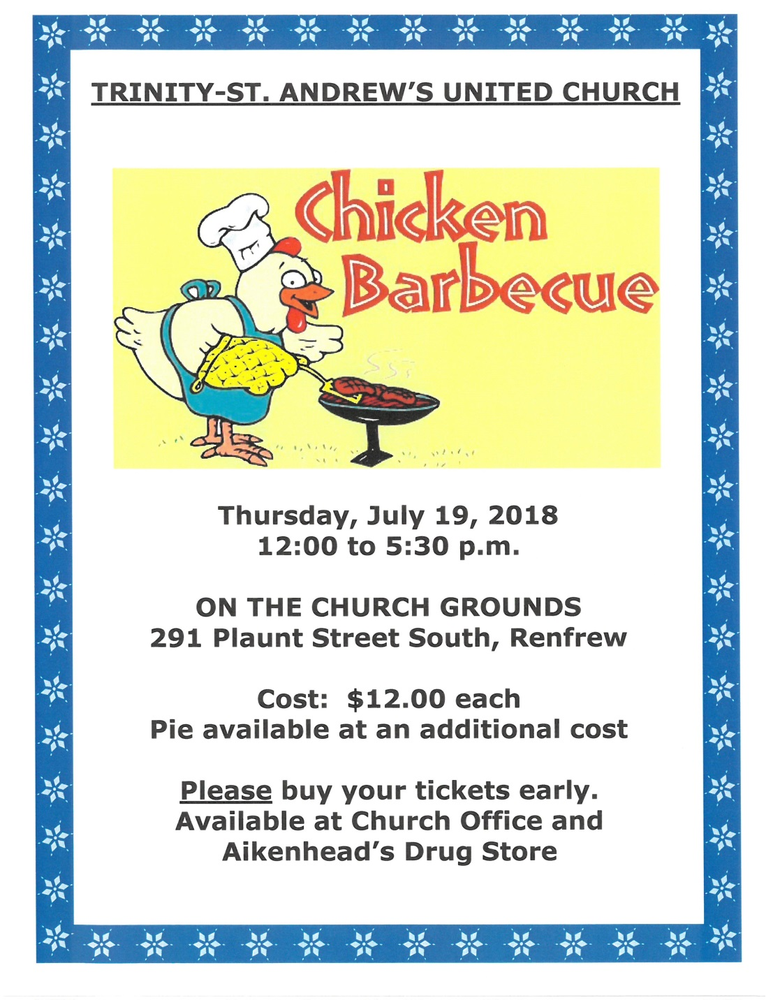 TRINITY-ST. ANDREW’S UNITED CHURCH
Chicken
Barbecue
SST
Thursday, July 19, 2018
12:00 to 5:30 p.m.
ON THE CHURCH GROUNDS
291 Plaunt Street South, Renfrew
Cost:  $12.00 each
Pie available at an additional cost
Please buy your tickets early.
Available at Church Office and
Aikenhead’s Drug Store